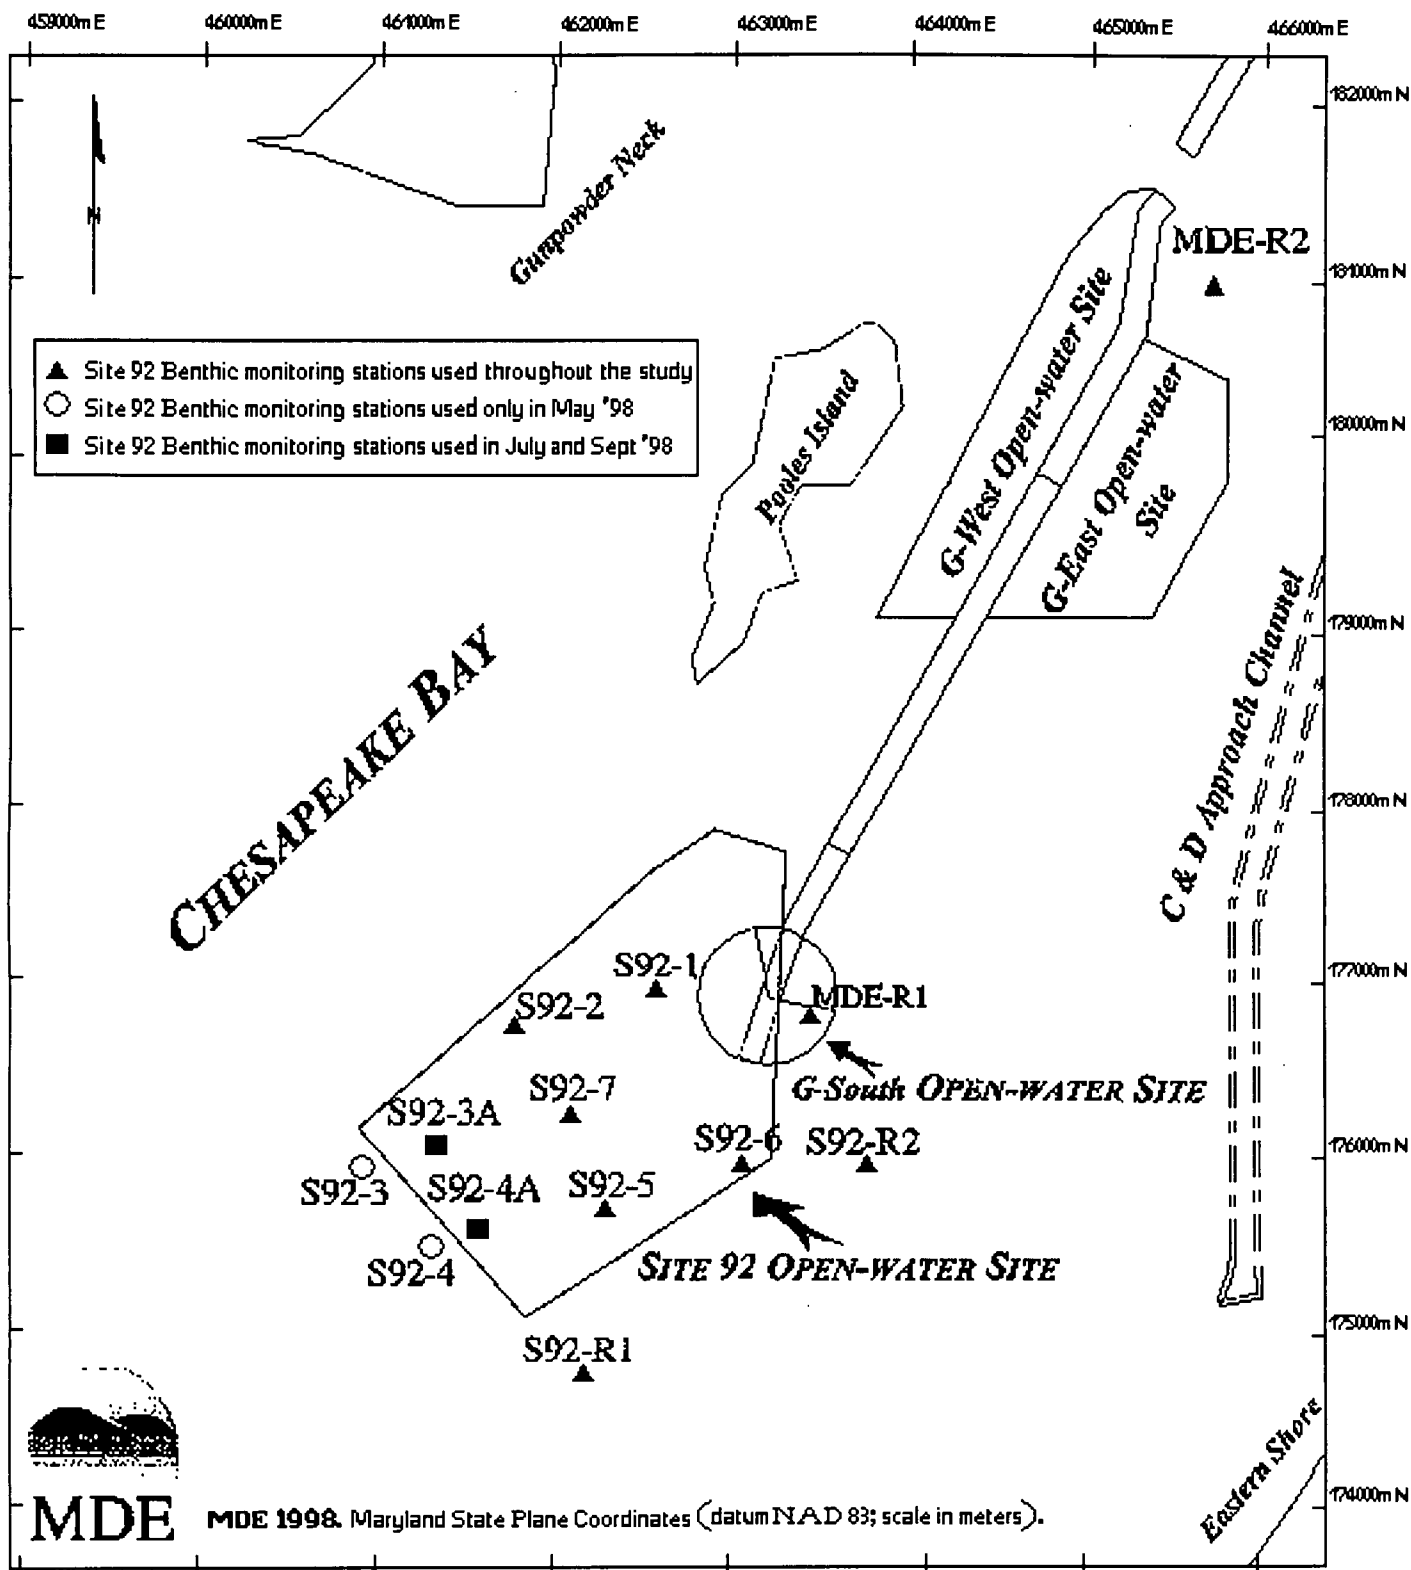 459000m E 460000m E 461000m E 462000m E 463000m E 464000m E 465000m E 466000m E
182000m N
Gunpowder Neck
N
MDE-R2
181000m N
Site 92 Benthic monitoring stations used throughout the study
Site 92 Benthic monitoring stations used only in May '98
Site 92 Benthic monitoring stations used in July and Sept '98
G-West Open-water Site
180000m N
Pooles Island
G-East Open-water
Site
179000m N
CHESAPEAKE BAY
C & D Approach Channel
178000m N
177000m N
S92-1
MDE-R1
S92-2
G-South OPEN-WATER SITE
S92-7
S92-3A
S92-6 S92-R2
176000m N
S92-3
S92-4A
S92-5
S92-4
SITE 92 OPEN-WATER SITE
175000m N
S92-R1
Eastern Shore
174000m N
MDE
MDE 1998. Maryland State Plane Coordinates (datum NAD 83; scale in meters).